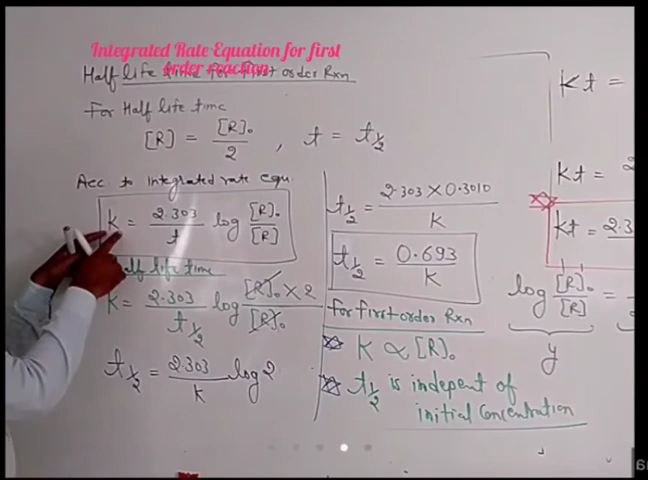 Integrated Rate Equation for first
order reaction
Half life time for first order Rxn
For Half life time
[R] = [R]₀/2 , t = t½
Acc to integrated rate equ.
K = 2.303/t log [R]₀/[R]
Half life time
K = 2.303/t½ log [R]₀×2/[R]₀
t½ = 2.303/K log 2
t½ = 2.303×0.3010/K
t½ = 0.693/K
for first order Rxn
K ∝ [R]₀
t½ is indepent of
initial concentration
Kt =
Kt =
Kt = 2.3
log [R]₀/[R] =
y